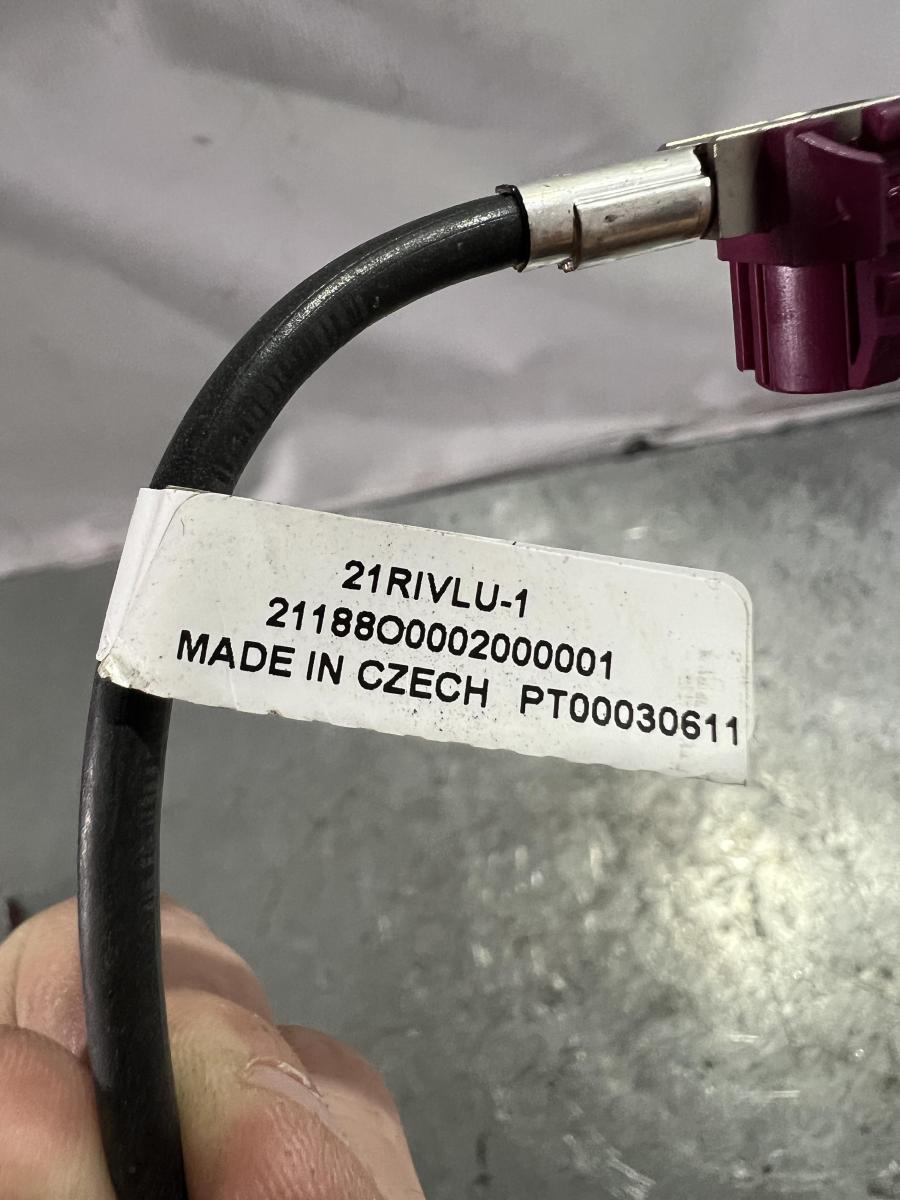 21RIVLU-1
21188O0002000001
MADE IN CZECH PT00030611